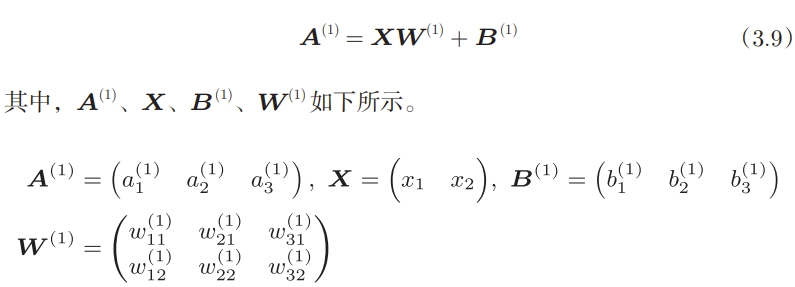 A^{(1)} = XW^{(1)} + B^{(1)} (3.9)
其中，A^{(1)}、X、B^{(1)}、W^{(1)}如下所示。
A^{(1)} = (a_1^{(1)} a_2^{(1)} a_3^{(1)}), X = (x_1 x_2), B^{(1)} = (b_1^{(1)} b_2^{(1)} b_3^{(1)})
W^{(1)} = (w_{11}^{(1)} w_{21}^{(1)} w_{31}^{(1)}
w_{12}^{(1)} w_{22}^{(1)} w_{32}^{(1)})